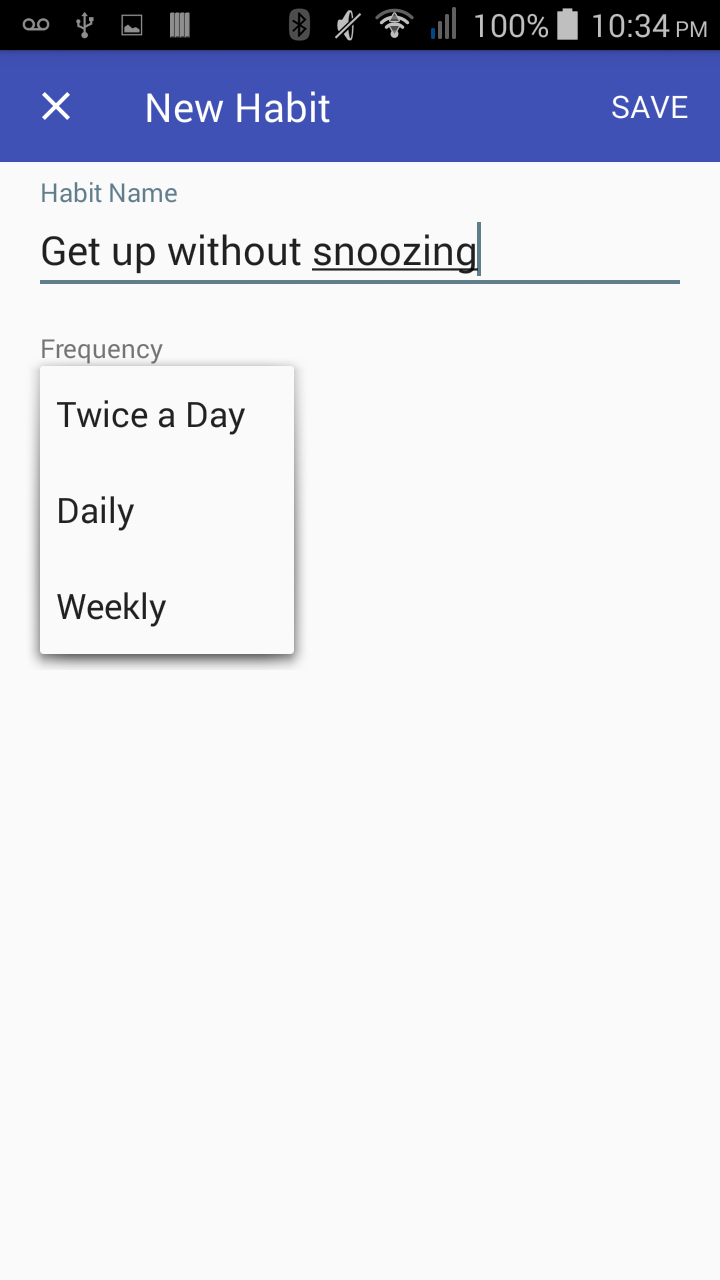 100% 10:34 PM
New Habit SAVE
Habit Name
Get up without snoozing
Frequency
Twice a Day
Daily
Weekly